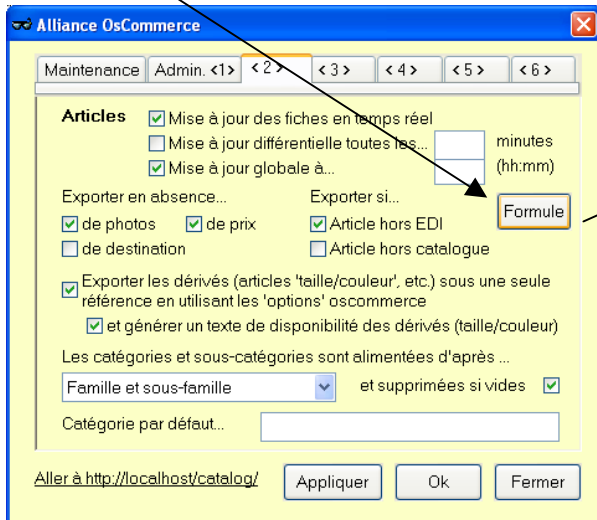 Alliance OsCommerce
Maintenance Admin. <1> <2> <3> <4> <5> <6>
Articles Mise à jour des fiches en temps réel
Mise à jour différentielle toutes les... minutes
Mise à jour globale à... (hh:mm)
Exporter en absence... Exporter si...
Formule
de photos de prix Article hors EDI
de destination Article hors catalogue
Exporter les dérivés (articles 'taille/couleur', etc.) sous une seule
référence en utilisant les 'options' oscommerce
et générer un texte de disponibilité des dérivés (taille/couleur)
Les catégories et sous-catégories sont alimentées d'après ...
Famille et sous-famille et supprimées si vides
Catégorie par défaut...
Aller à http://localhost/catalog/ Appliquer Ok Fermer